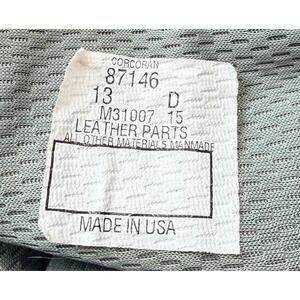 CORCORAN
87146
13 D
M31007 15
LEATHER PARTS
ALL OTHER MATERIALS MANMADE
MADE IN USA